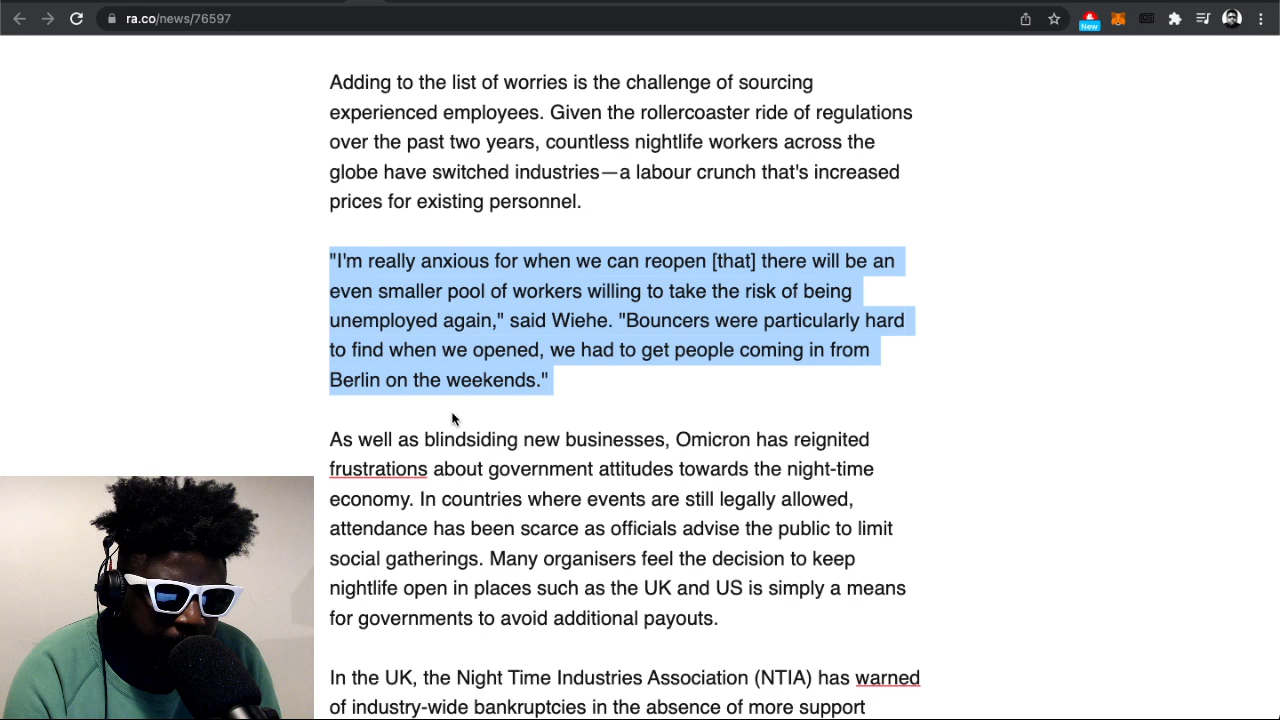 ra.co/news/76597
New
Adding to the list of worries is the challenge of sourcing
experienced employees. Given the rollercoaster ride of regulations
over the past two years, countless nightlife workers across the
globe have switched industries—a labour crunch that's increased
prices for existing personnel.
"I'm really anxious for when we can reopen [that] there will be an
even smaller pool of workers willing to take the risk of being
unemployed again," said Wiehe. "Bouncers were particularly hard
to find when we opened, we had to get people coming in from
Berlin on the weekends."
As well as blindsiding new businesses, Omicron has reignited
frustrations about government attitudes towards the night-time
economy. In countries where events are still legally allowed,
attendance has been scarce as officials advise the public to limit
social gatherings. Many organisers feel the decision to keep
nightlife open in places such as the UK and US is simply a means
for governments to avoid additional payouts.
In the UK, the Night Time Industries Association (NTIA) has warned
of industry-wide bankruptcies in the absence of more support